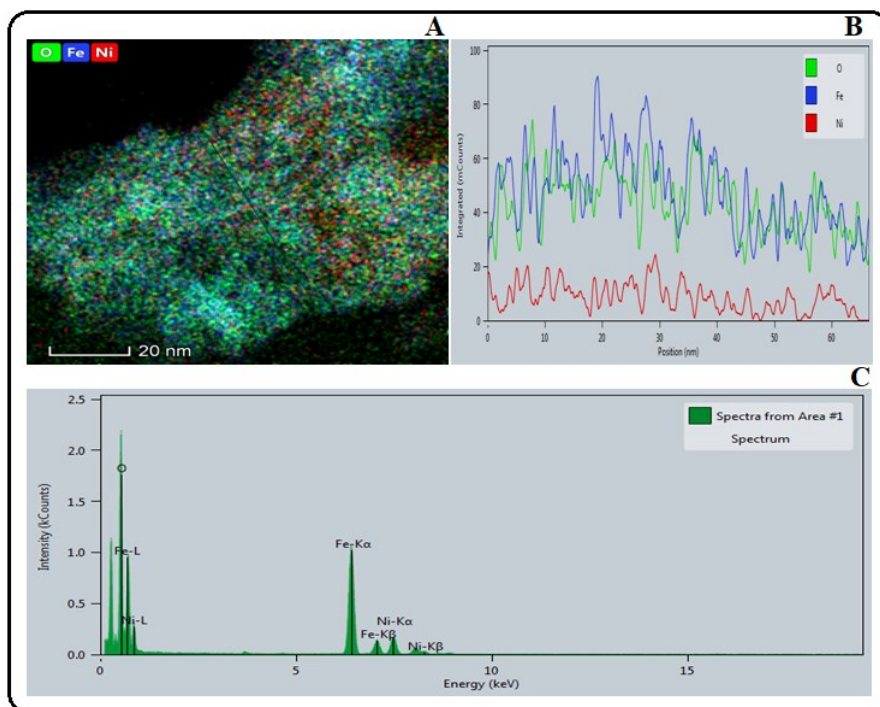 A
O Fe Ni
20 nm
B
100
80
60
40
20
0
Integrated (mCounts)
O
Fe
Ni
0 10 20 30 40 50 60
Position (nm)
C
2.5
2.0
1.5
1.0
0.5
0.0
Intensity (kCounts)
Spectra from Area #1
Spectrum
O
Fe-L
Ni-L
Fe-Kα
Fe-Kβ
Ni-Kα
Ni-Kβ
0 5 10 15
Energy (keV)